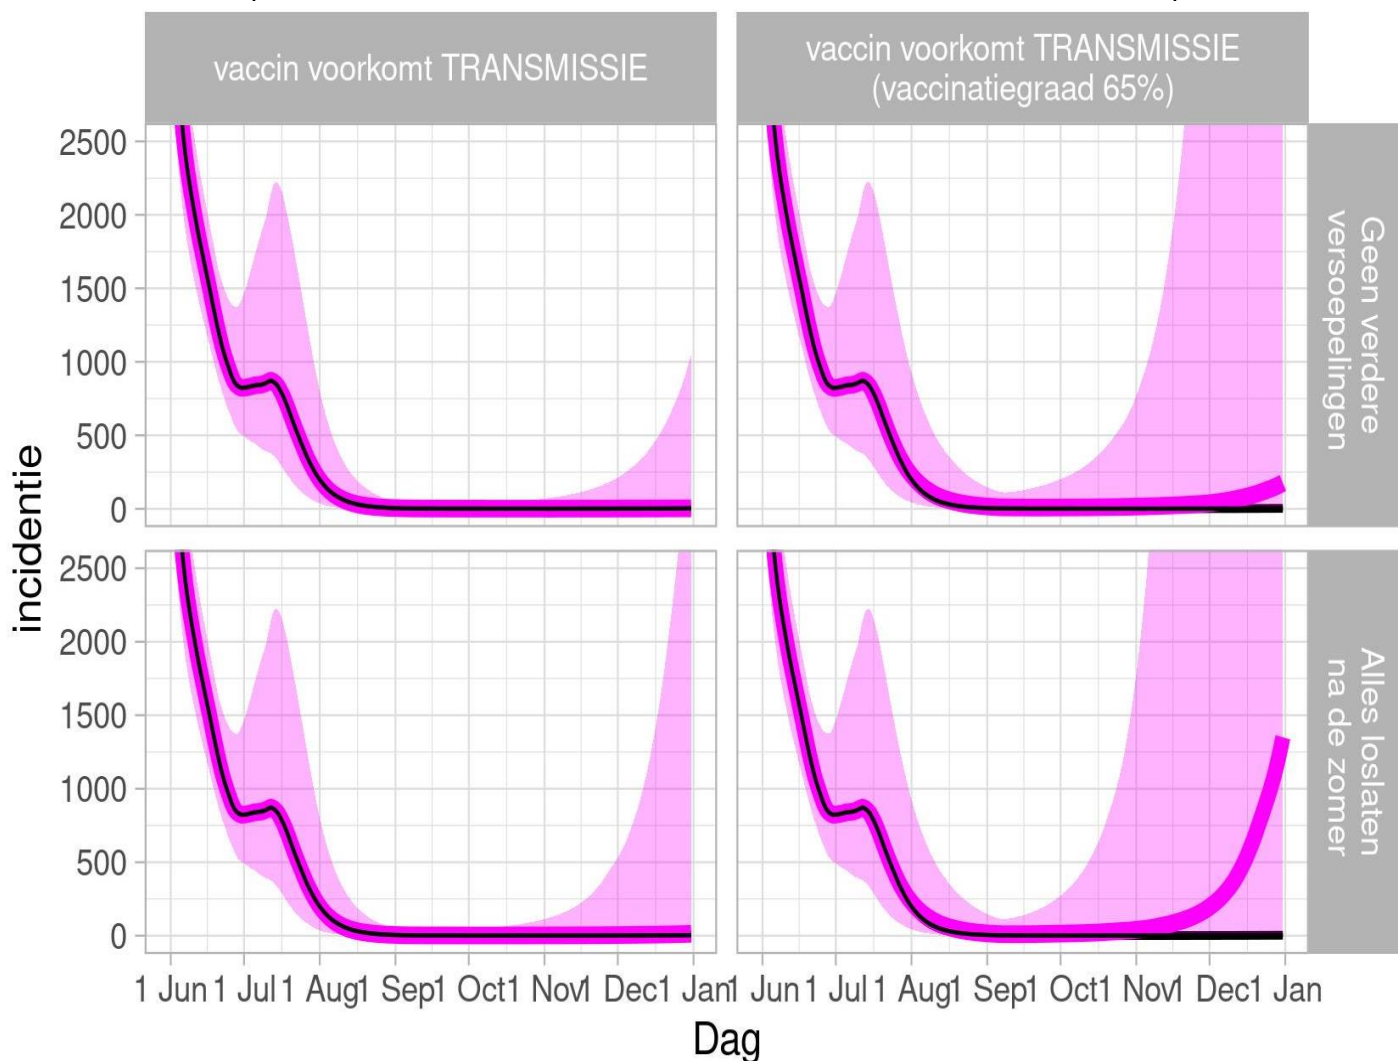 vaccin voorkomt TRANSMISSIE
vaccin voorkomt TRANSMISSIE
(vaccinatiegraad 65%)
2500
2000
1500
1000
500
0
Geen verdere
versoepelingen
incidentie
2500
2000
1500
1000
500
0
Alles loslaten
na de zomer
1 Jun 1 Jul 1 Aug 1 Sep 1 Oct 1 Nov 1 Dec 1 Jan 1 Jun 1 Jul 1 Aug 1 Sep 1 Oct 1 Nov 1 Dec 1 Jan
Dag